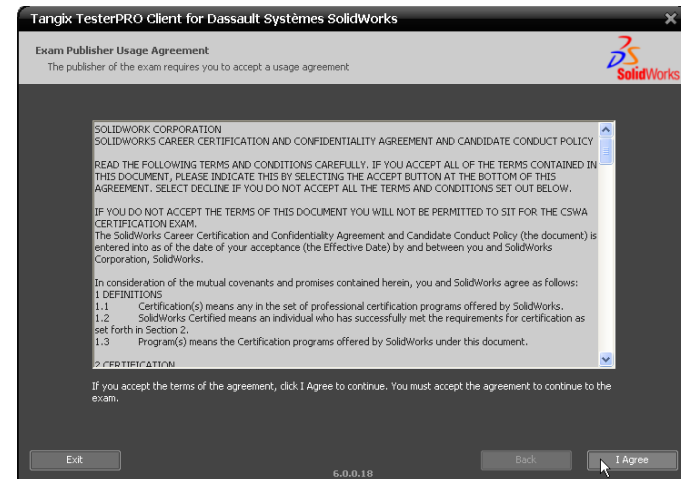 Tangix TesterPRO Client for Dassault Systèmes SolidWorks
Exam Publisher Usage Agreement
The publisher of the exam requires you to accept a usage agreement
SolidWorks
SOLIDWORK CORPORATION
SOLIDWORKS CAREER CERTIFICATION AND CONFIDENTIALITY AGREEMENT AND CANDIDATE CONDUCT POLICY
READ THE FOLLOWING TERMS AND CONDITIONS CAREFULLY. IF YOU ACCEPT ALL OF THE TERMS CONTAINED IN
THIS DOCUMENT, PLEASE INDICATE THIS BY SELECTING THE ACCEPT BUTTON AT THE BOTTOM OF THIS
AGREEMENT. SELECT DECLINE IF YOU DO NOT ACCEPT ALL THE TERMS AND CONDITIONS SET OUT BELOW.
IF YOU DO NOT ACCEPT THE TERMS OF THIS DOCUMENT YOU WILL NOT BE PERMITTED TO SIT FOR THE CSWA
CERTIFICATION EXAM.
The SolidWorks Career Certification and Confidentiality Agreement and Candidate Conduct Policy (the document) is
entered into as of the date of your acceptance (the Effective Date) by and between you and SolidWorks
Corporation, SolidWorks.
In consideration of the mutual covenants and promises contained herein, you and SolidWorks agree as follows:
1 DEFINITIONS
1.1 Certification(s) means any in the set of professional certification programs offered by SolidWorks.
1.2 SolidWorks Certified means an individual who has successfully met the requirements for certification as
set forth in Section 2.
1.3 Program(s) means the Certification programs offered by SolidWorks under this document.
2 CERTIFICATION
If you accept the terms of the agreement, click I Agree to continue. You must accept the agreement to continue to the
exam.
Exit
Back
I Agree
6.0.0.18